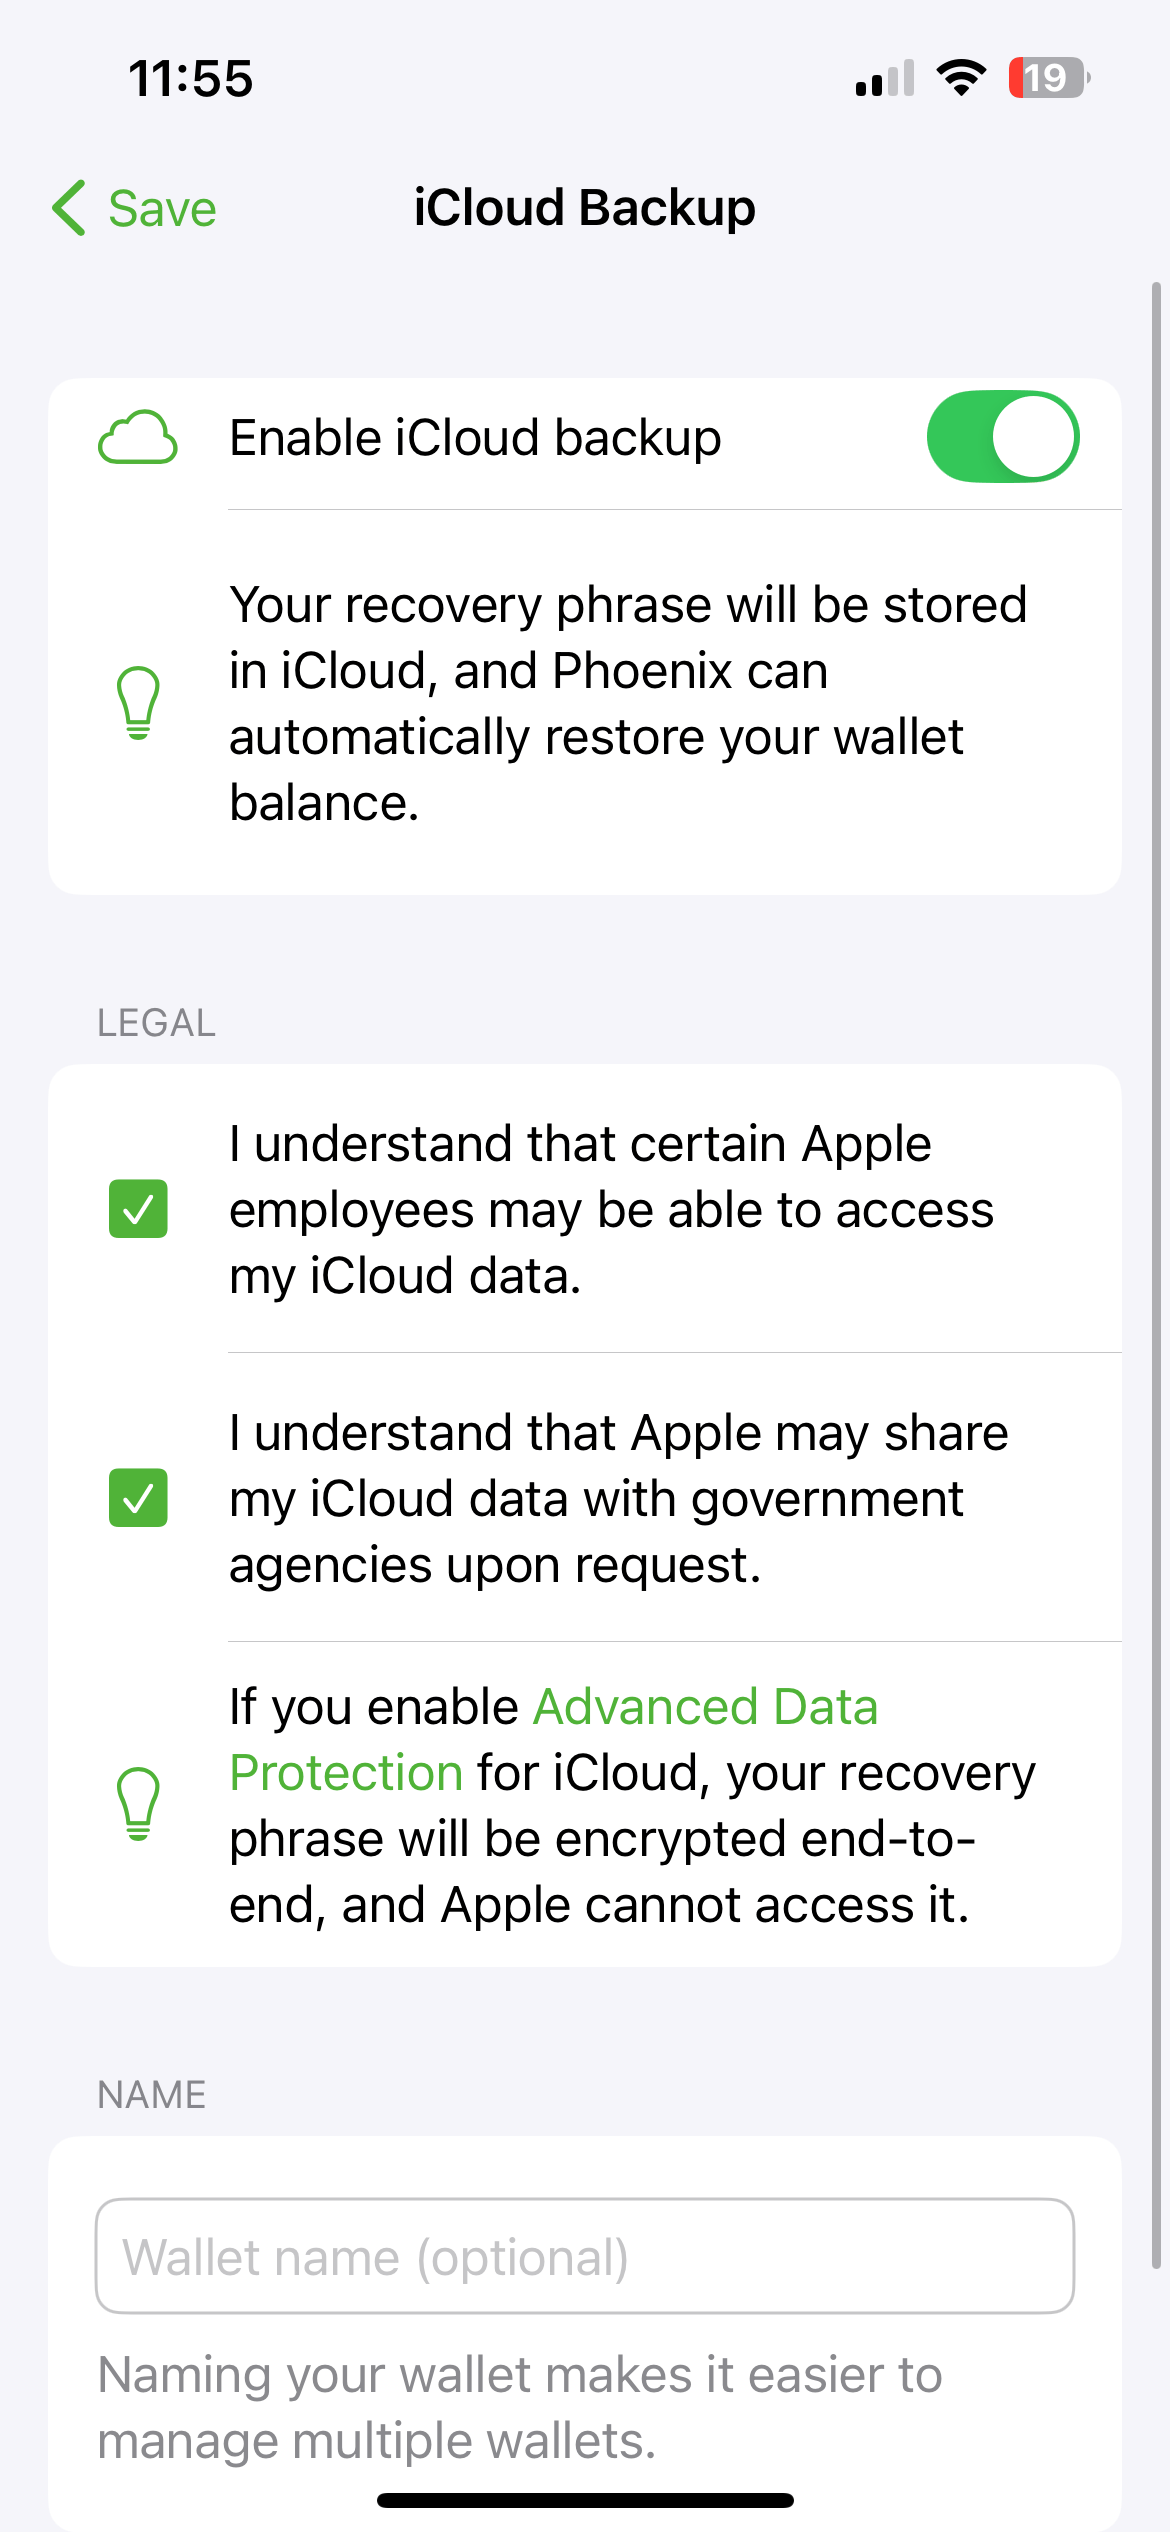 11:55
19
Save
iCloud Backup
Enable iCloud backup
Your recovery phrase will be stored
in iCloud, and Phoenix can
automatically restore your wallet
balance.
LEGAL
I understand that certain Apple
employees may be able to access
my iCloud data.
I understand that Apple may share
my iCloud data with government
agencies upon request.
If you enable Advanced Data
Protection for iCloud, your recovery
phrase will be encrypted end-to-
end, and Apple cannot access it.
NAME
Wallet name (optional)
Naming your wallet makes it easier to
manage multiple wallets.